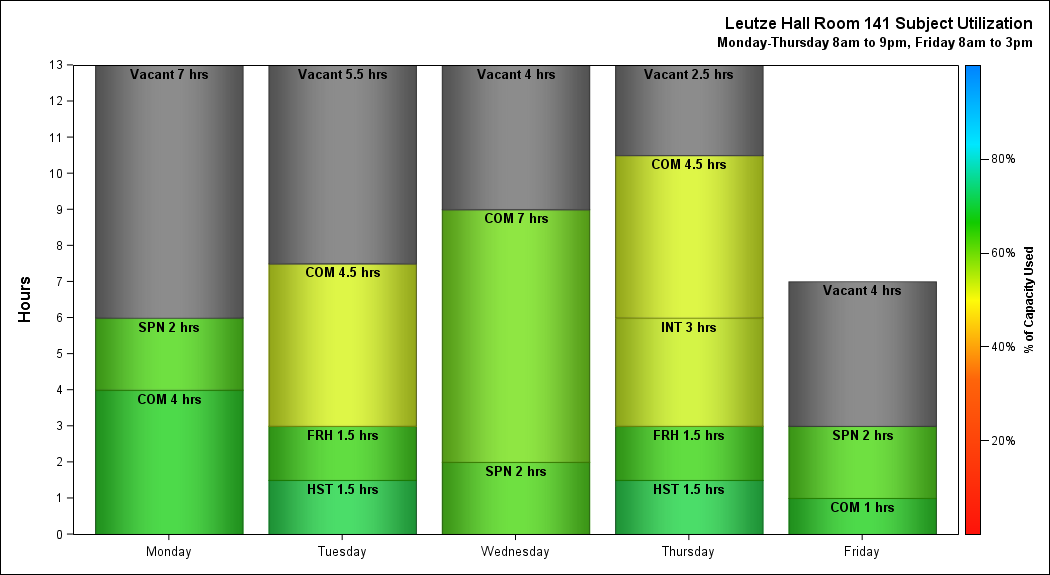 Leutze Hall Room 141 Subject Utilization
Monday-Thursday 8am to 9pm, Friday 8am to 3pm
Hours
13
12
11
10
9
8
7
6
5
4
3
2
1
0
Vacant 7 hrs
SPN 2 hrs
COM 4 hrs
Monday
Vacant 5.5 hrs
COM 4.5 hrs
FRH 1.5 hrs
HST 1.5 hrs
Tuesday
Vacant 4 hrs
COM 7 hrs
SPN 2 hrs
Wednesday
Vacant 2.5 hrs
COM 4.5 hrs
INT 3 hrs
FRH 1.5 hrs
HST 1.5 hrs
Thursday
Vacant 4 hrs
SPN 2 hrs
COM 1 hrs
Friday
80%
60%
40%
20%
% of Capacity Used